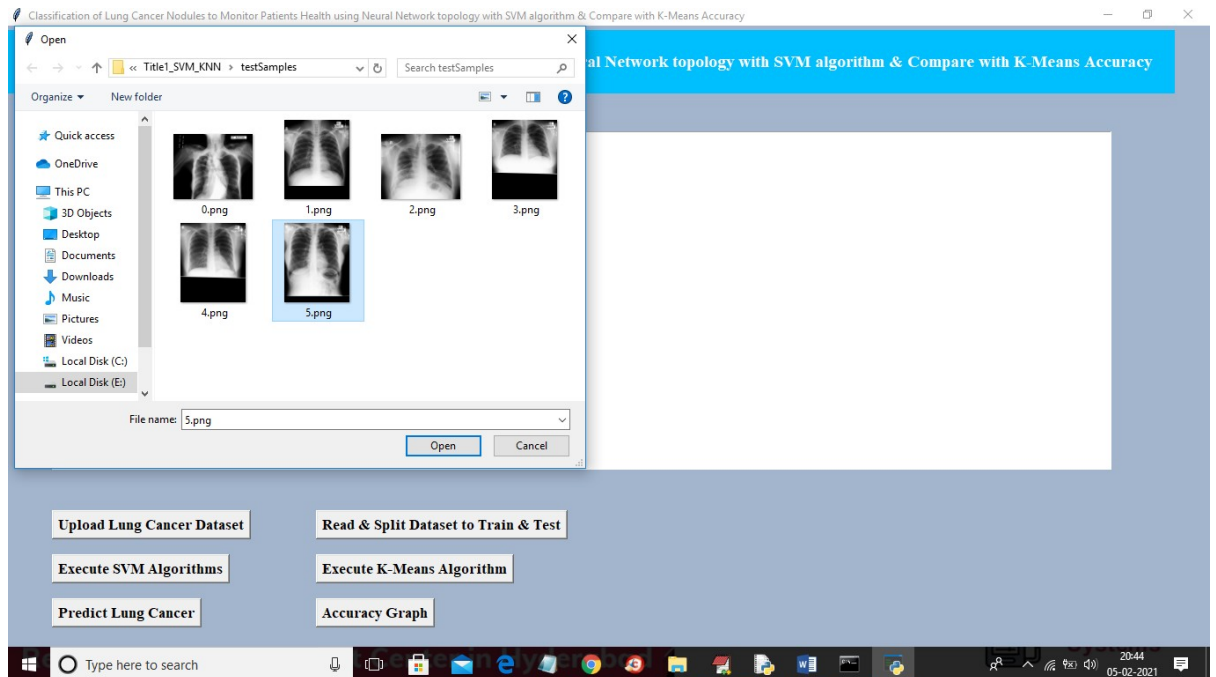 Classification of Lung Cancer Nodules to Monitor Patients Health using Neural Network topology with SVM algorithm & Compare with K-Means Accuracy
Open
al Network topology with SVM algorithm & Compare with K-Means Accuracy
« Title1_SVM_KNN › testSamples
Search testSamples
Organize
New folder
Quick access
OneDrive
This PC
3D Objects
Desktop
Documents
Downloads
Music
Pictures
Videos
Local Disk (C:)
Local Disk (E:)
0.png 1.png 2.png 3.png
4.png 5.png
File name: 5.png
Open Cancel
Upload Lung Cancer Dataset Read & Split Dataset to Train & Test
Execute SVM Algorithms Execute K-Means Algorithm
Predict Lung Cancer Accuracy Graph
Type here to search
20:44
05-02-2021